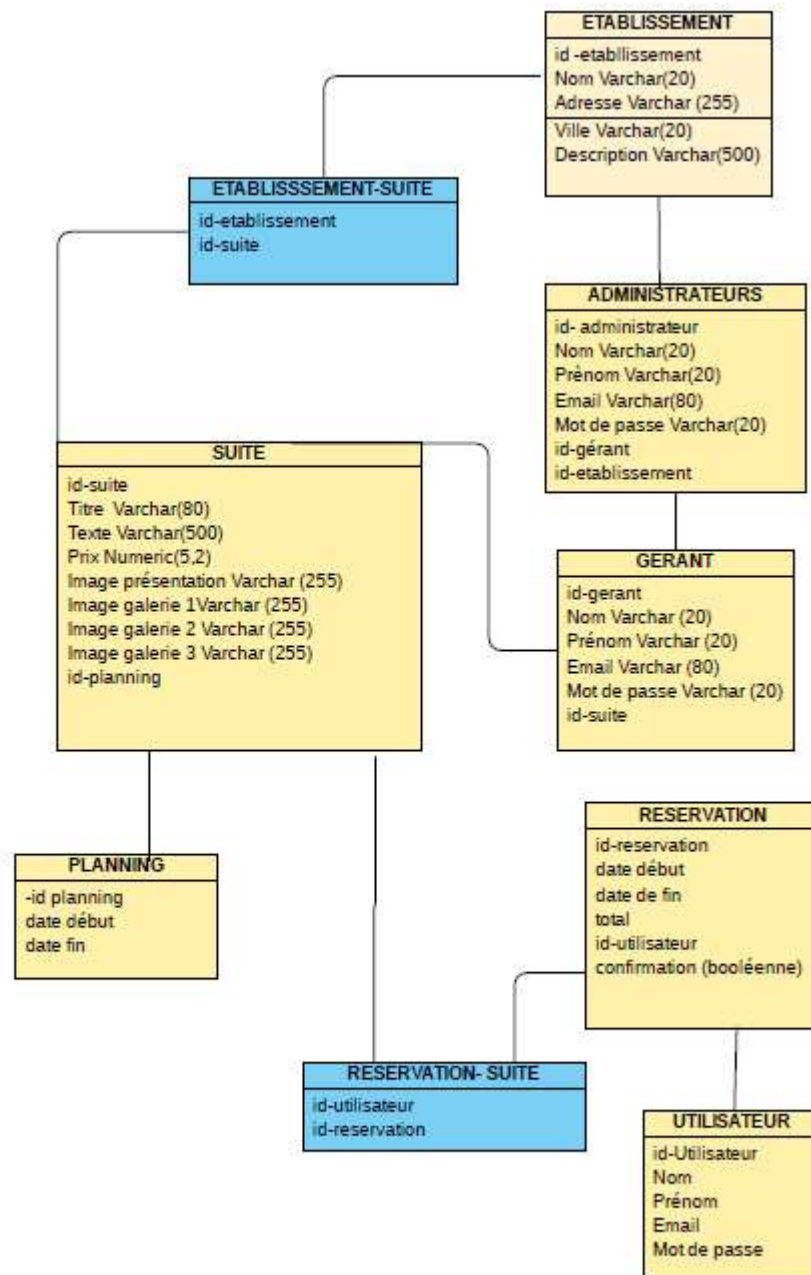 ETABLISSEMENT
id -etabllissement
Nom Varchar(20)
Adresse Varchar (255)
Ville Varchar(20)
Description Varchar(500)
ETABLISSSEMENT-SUITE
id-etablissement
id-suite
ADMINISTRATEURS
id- administrateur
Nom Varchar(20)
Prènom Varchar(20)
Email Varchar(80)
Mot de passe Varchar(20)
id-gérant
id-etablissement
SUITE
id-suite
Titre Varchar(80)
Texte Varchar(500)
Prix Numeric(5,2)
Image présentation Varchar (255)
Image galerie 1Varchar (255)
Image galerie 2 Varchar (255)
Image galerie 3 Varchar (255)
id-planning
GERANT
id-gerant
Nom Varchar (20)
Prénom Varchar (20)
Email Varchar (80)
Mot de passe Varchar (20)
id-suite
PLANNING
-id planning
date début
date fin
RESERVATION
id-reservation
date début
date de fin
total
id-utilisateur
confirmation (booléenne)
RESERVATION- SUITE
id-utilisateur
id-reservation
UTILISATEUR
id-Utilisateur
Nom
Prénom
Email
Mot de passe